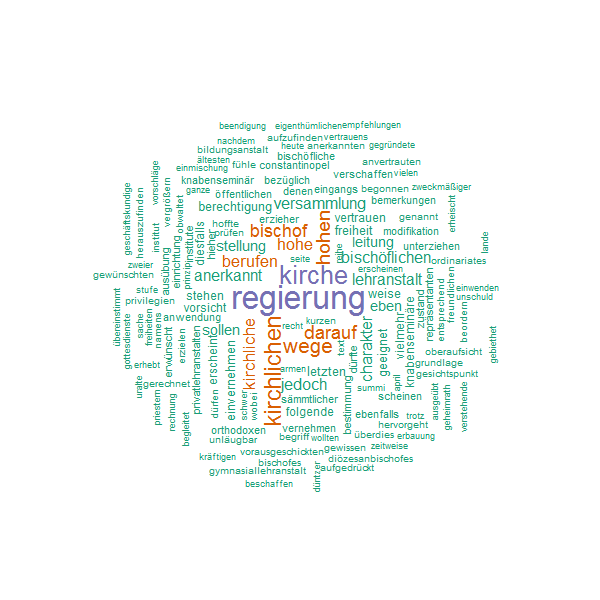 beendigung eigenthümlichen empfehlungen
nachdem aufzufinden vertrauens
bildungsanstalt heute anerkannten gegründete
ältesten bischöfliche
einmischung fühle constantinopel anvertrauten
vorschläge knabenseminär bezüglich verschaffen vielen
ganze öffentlichen denen eingangs begonnen zweckmäßiger
geschäftskundige herauszufinden vergrößern obwaltet berechtigung versammlung bemerkungen
institut hoffte erzieher vertrauen genannt erheischt
prüfen bischof freiheit modifikation
einrichtung institute diesfalls hieher stellung hohe hohen leitung unterziehen lande
zweier prinzip berufen seite reihe bischöflichen ordinariates
gewünschten ausübung anerkannt kirche erscheinen lehranstalt gebiethet
stufe stehen regierung weise einwenden
privilegien vorsicht eben zustand repräsentanten entsprechend freundlichen unschuld
übereinstimmt gottesdienste sache freiheiten namens anwendung kirchliche kirchlichen recht kurzen beordern
sollen darauf charakter vielmehr oberaufsicht
erwünscht erzielen privatlehranstalten erscheint einvernehmen wege text dürfte geeignet knabenseminäre grundlage
erhebt letzten gesichtspunkt
uralte gerechnet armen jedoch summi april
dürfen schwer wobei sämmtlicher bestimmung scheinen
priestern rechnung begleitet folgende ebenfalls trotz ausgeübt geheimrath verstehende
orthodoxen vernehmen hervorgeht
unläugbar begriff wollten überdies erbauung
kräftigen vorausgeschickten gewissen zeitweise
bischofes diözesanbischofes
gymnasiallehranstalt aufgedrückt
beschaffen düntzer